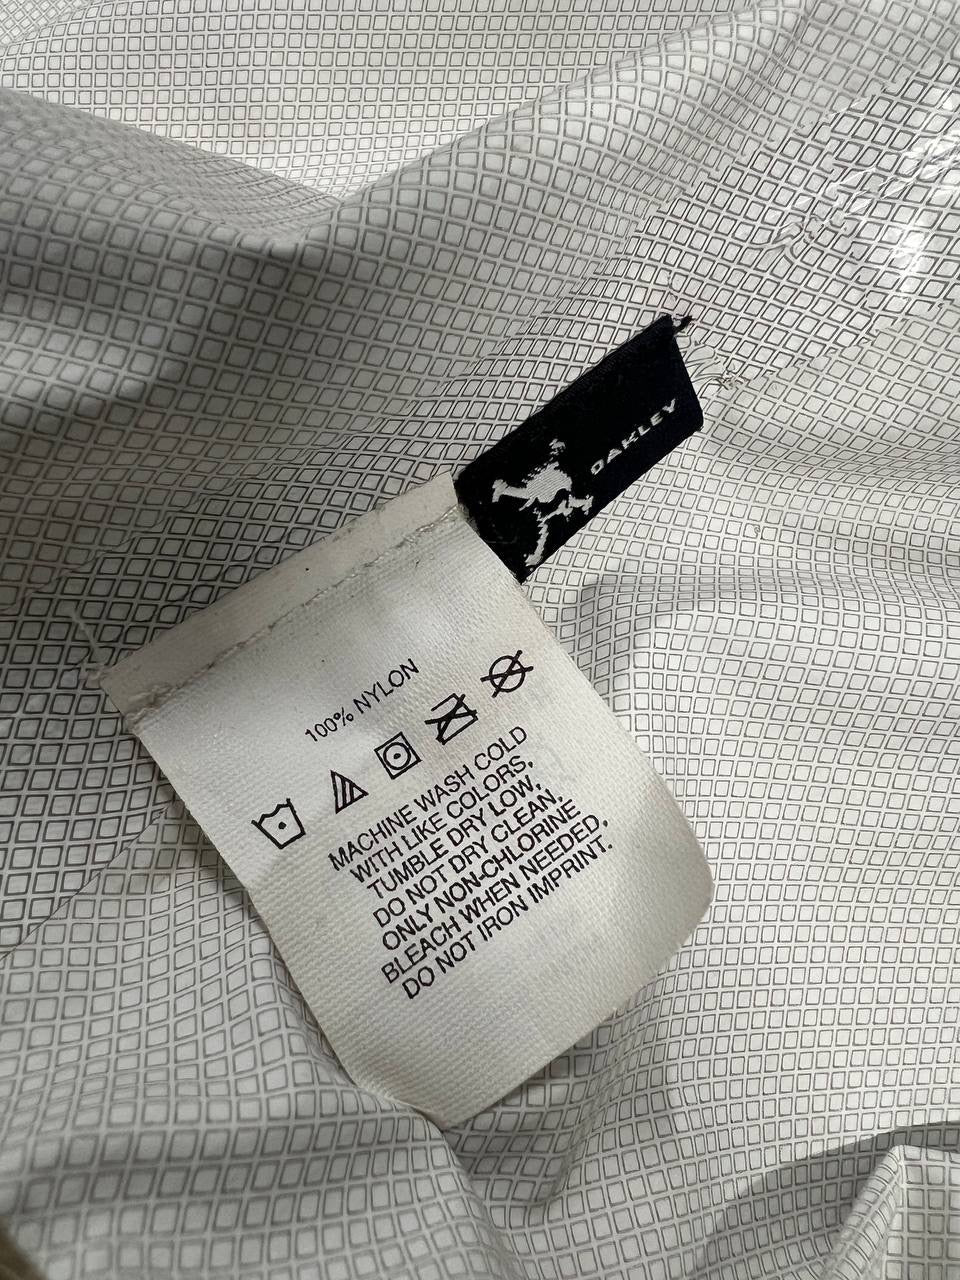 OAKLEY
100% NYLON
MACHINE WASH COLD
WITH LIKE COLORS,
TUMBLE DRY LOW,
DO NOT DRY CLEAN,
ONLY NON-CHLORINE
BLEACH WHEN NEEDED,
DO NOT IRON IMPRINT.